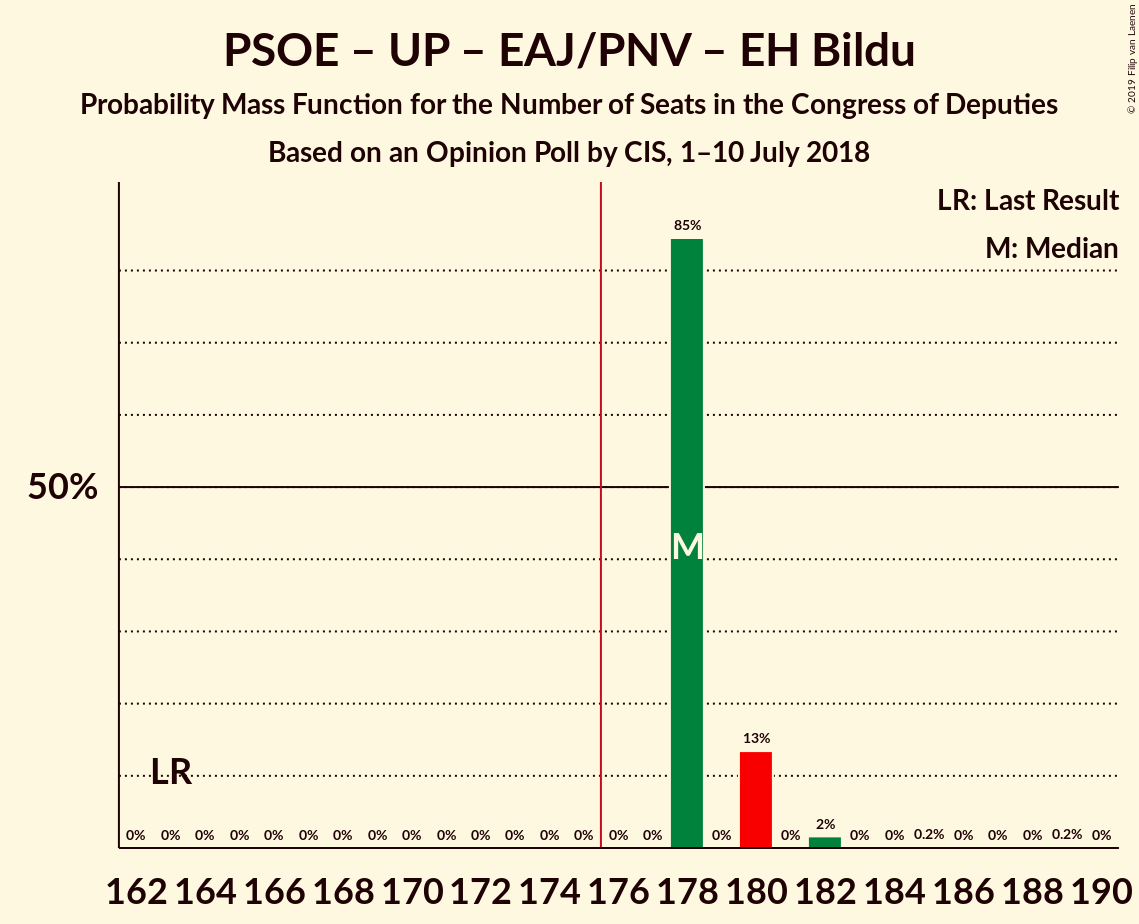 PSOE – UP – EAJ/PNV – EH Bildu
Probability Mass Function for the Number of Seats in the Congress of Deputies
Based on an Opinion Poll by CIS, 1–10 July 2018
© 2019 Filip van Laenen
LR: Last Result
M: Median
85%
50%
M
13%
LR
2%
0% 0% 0% 0% 0% 0% 0% 0% 0% 0% 0% 0% 0% 0% 0% 0% 0% 0% 0% 0% 0.2% 0% 0% 0% 0.2% 0%
162 164 166 168 170 172 174 176 178 180 182 184 186 188 190